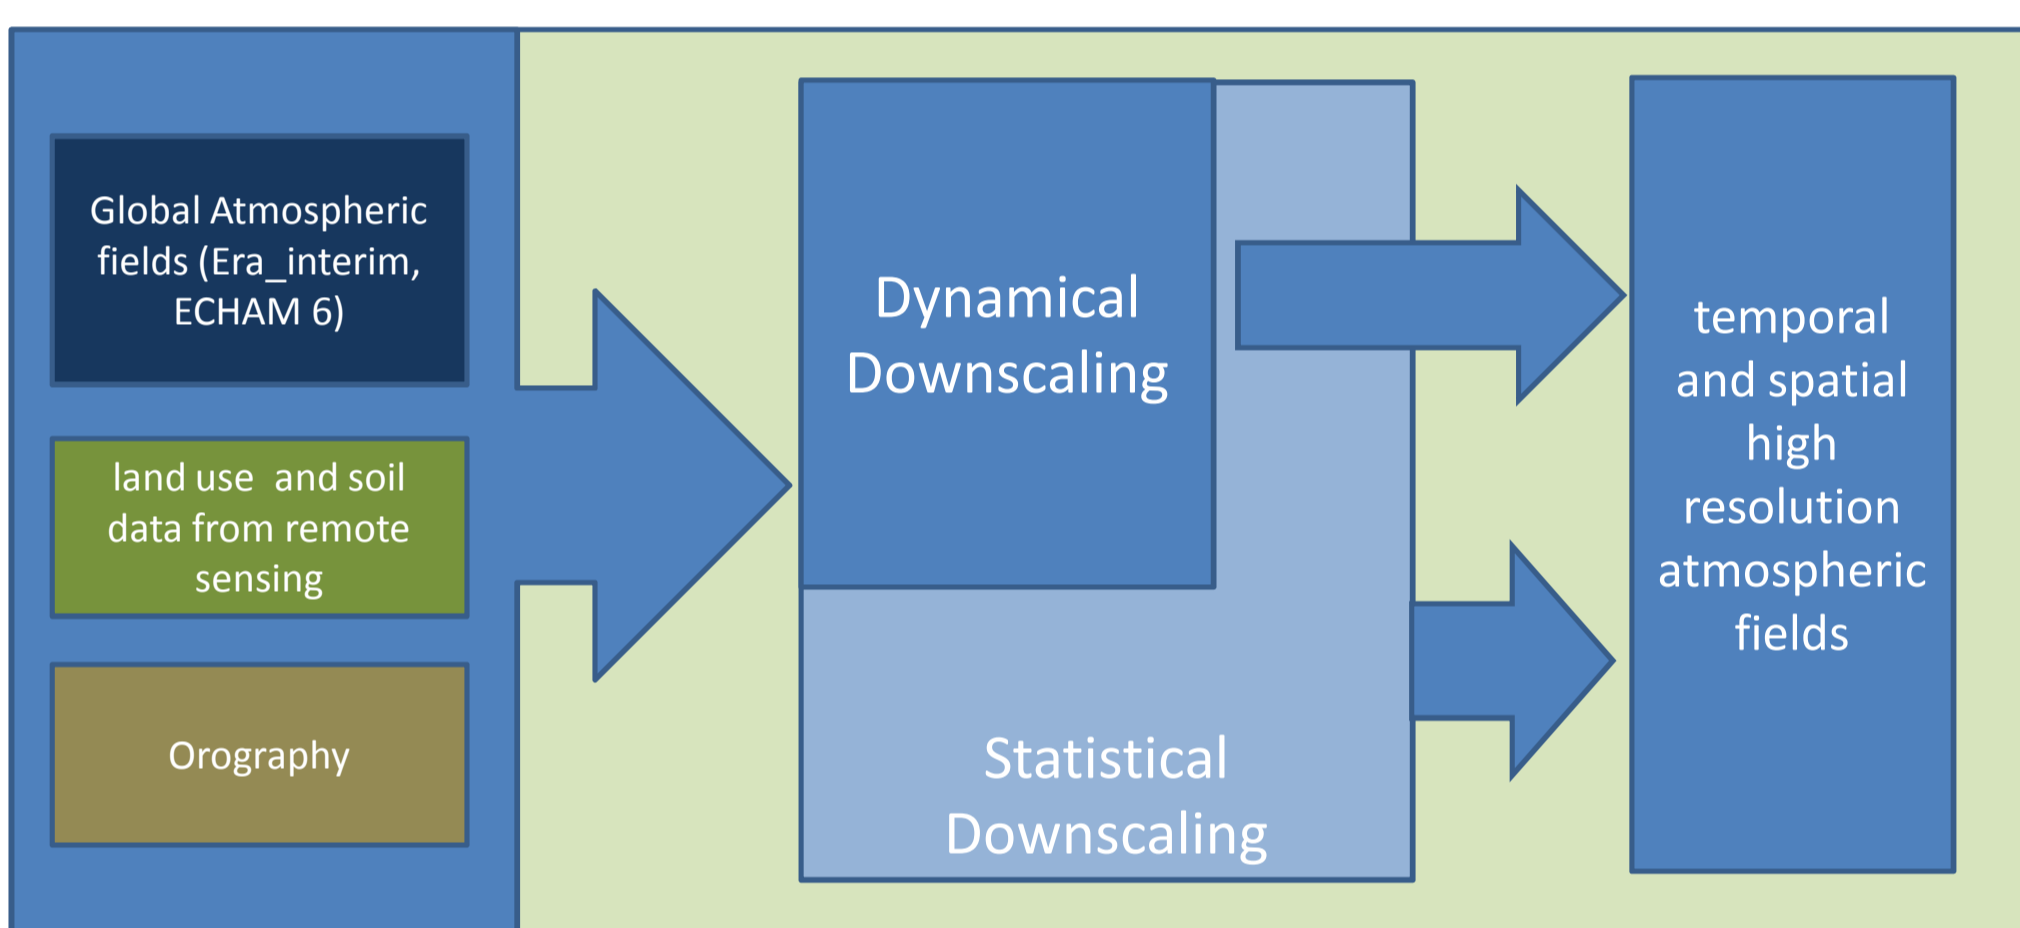 Global Atmospheric
fields (Era_interim,
ECHAM 6)
land use and soil
data from remote
sensing
Orography
Dynamical
Downscaling
Statistical
Downscaling
temporal
and spatial
high
resolution
atmospheric
fields